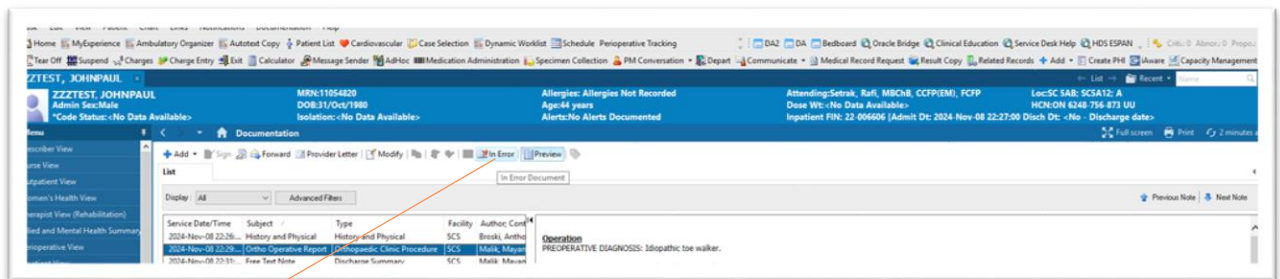 Home MyExperience Ambulatory Organizer Autotext Copy Patient List Cardiovascular Case Selection Dynamic Worklist Schedule Perioperative Tracking DA2 DA Bedboard Oracle Bridge Clinical Education Service Desk Help HDS ESPAN Crits: 0 Abnor.: 0 Propo..
Tear Off Suspend Charges Charge Entry Exit Calculator Message Sender AdHoc Medication Administration Specimen Collection PM Conversation Depart Communicate Medical Record Request Result Copy Related Records Add Create PHI iAware Capacity Management
ZZTEST, JOHNPAUL List Recent Name
ZZZTEST, JOHNPAUL MRN:11054820 Allergies: Allergies Not Recorded Attending:Setrak, Rafi, MBChB, CCFP(EM), FCFP Loc:SC SAB; SCSA12; A
Admin Sex:Male DOB:31/Oct/1980 Age:44 years Dose Wt:<No Data Available> HCN:ON 6248-756-873 UU
*Code Status:<No Data Isolation:<No Data Available> Alerts:No Alerts Documented Inpatient FIN: 22-006606 [Admit Dt: 2024-Nov-08 22:27:00 Disch Dt: <No - Discharge date>
Menu Documentation Full screen Print 2 minutes
Add Sign Forward Provider Letter Modify In Error Preview
List In Error Document
Display: All Advanced Filters Previous Note Next Note
Service Date/Time Subject Type Facility Author; Cont
2024-Nov-08 22:26... History and Physical History and Physical SCS Broski, Antho
2024-Nov-08 22:29... Ortho Operative Report Orthopaedic Clinic Procedure SCS Malik, Mayan
2024-Nov-08 22:31... Free Text Note Discharge Summary SCS Malik, Mayan
Operation
PREOPERATIVE DIAGNOSIS: Idiopathic toe walker.